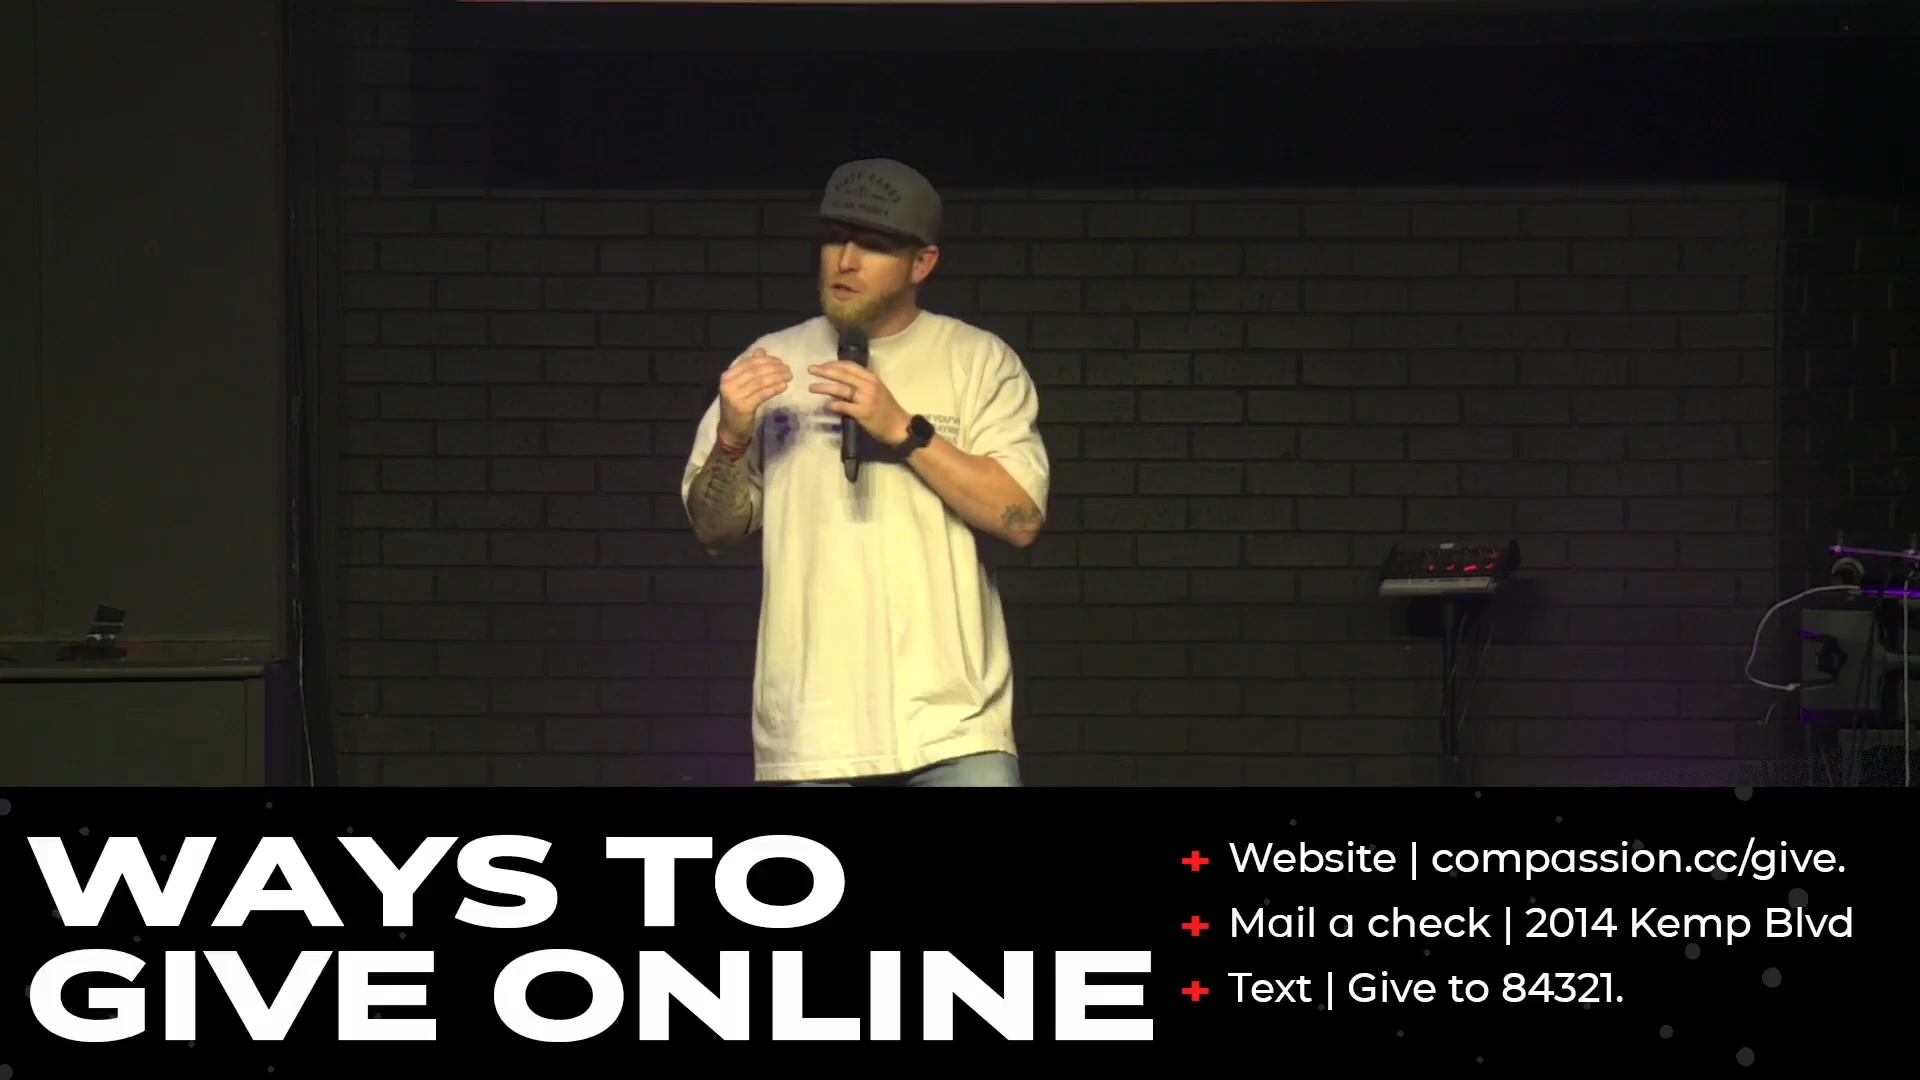 WAYS TO
GIVE ONLINE
+ Website | compassion.cc/give.
+ Mail a check | 2014 Kemp Blvd
+ Text | Give to 84321.